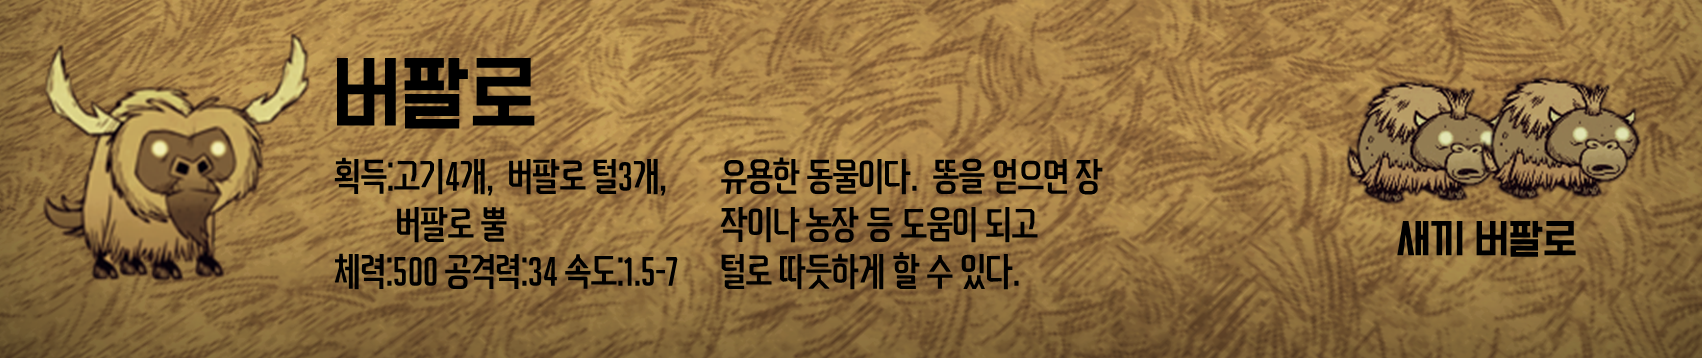 버팔로
획득:고기4개, 버팔로 털3개,
버팔로 뿔
체력:500 공격력:34 속도:1.5-7
유용한 동물이다. 똥을 얻으면 장
작이나 농장 등 도움이 되고
털로 따듯하게 할 수 있다.
새끼 버팔로